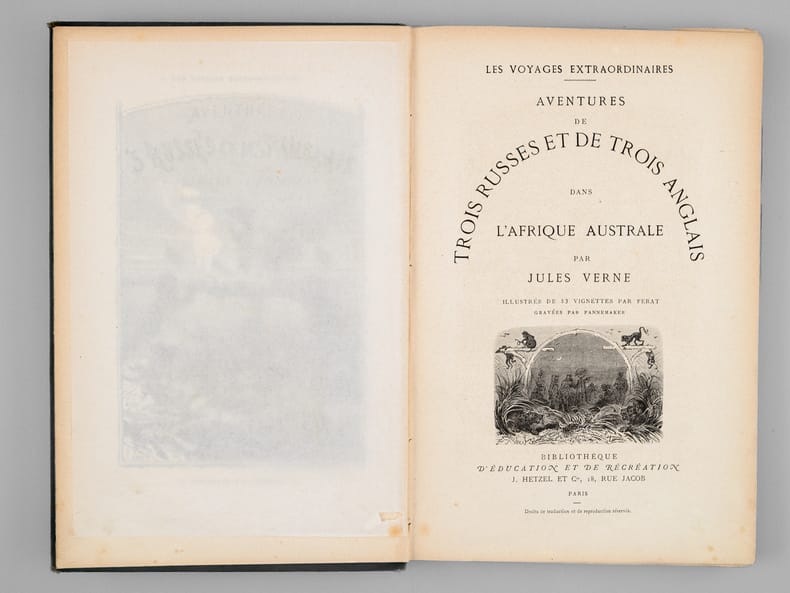 LES VOYAGES EXTRAORDINAIRES
AVENTURES
DE
TROIS RUSSES ET DE TROIS ANGLAIS
DANS
L'AFRIQUE AUSTRALE
PAR
JULES VERNE
ILLUSTRÉS DE 53 VIGNETTES PAR FERAT
GRAVÉES PAR PANNEMAKER
BIBLIOTHÈQUE
D'ÉDUCATION ET DE RÉCRÉATION
J. HETZEL ET Cie, 18, RUE JACOB
PARIS
Droits de traduction et de reproduction réservés.